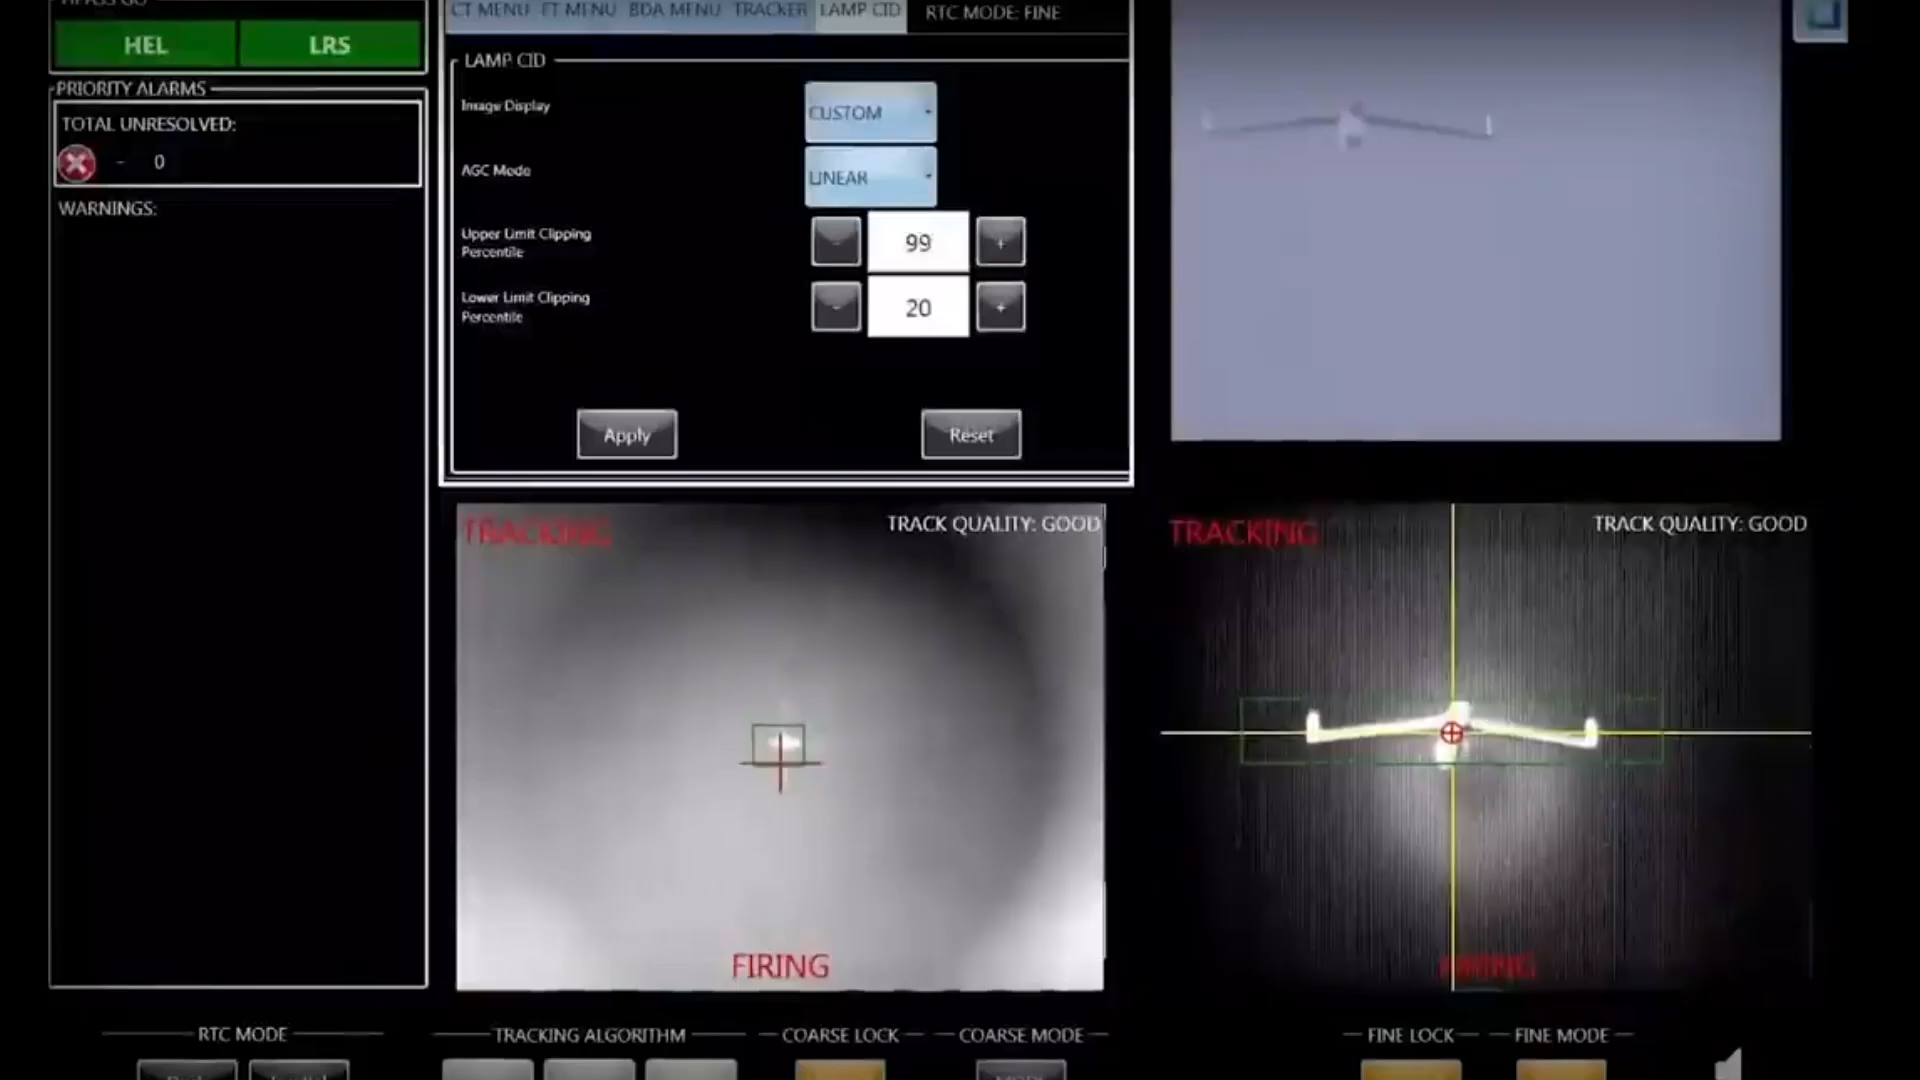 HEL LRS
PRIORITY ALARMS
TOTAL UNRESOLVED:
- 0
WARNINGS:
CT MENU FT MENU BDA MENU TRACKER LAMP CID RTC MODE: FINE
LAMP CID
Image Display CUSTOM
AGC Mode LINEAR
Upper Limit Clipping
Percentile
- 99 +
Lower Limit Clipping
Percentile
- 20 +
Apply Reset
TRACKING TRACK QUALITY: GOOD
FIRING
TRACKING TRACK QUALITY: GOOD
FIRING
RTC MODE
TRACKING ALGORITHM
COARSE LOCK
COARSE MODE
FINE LOCK
FINE MODE